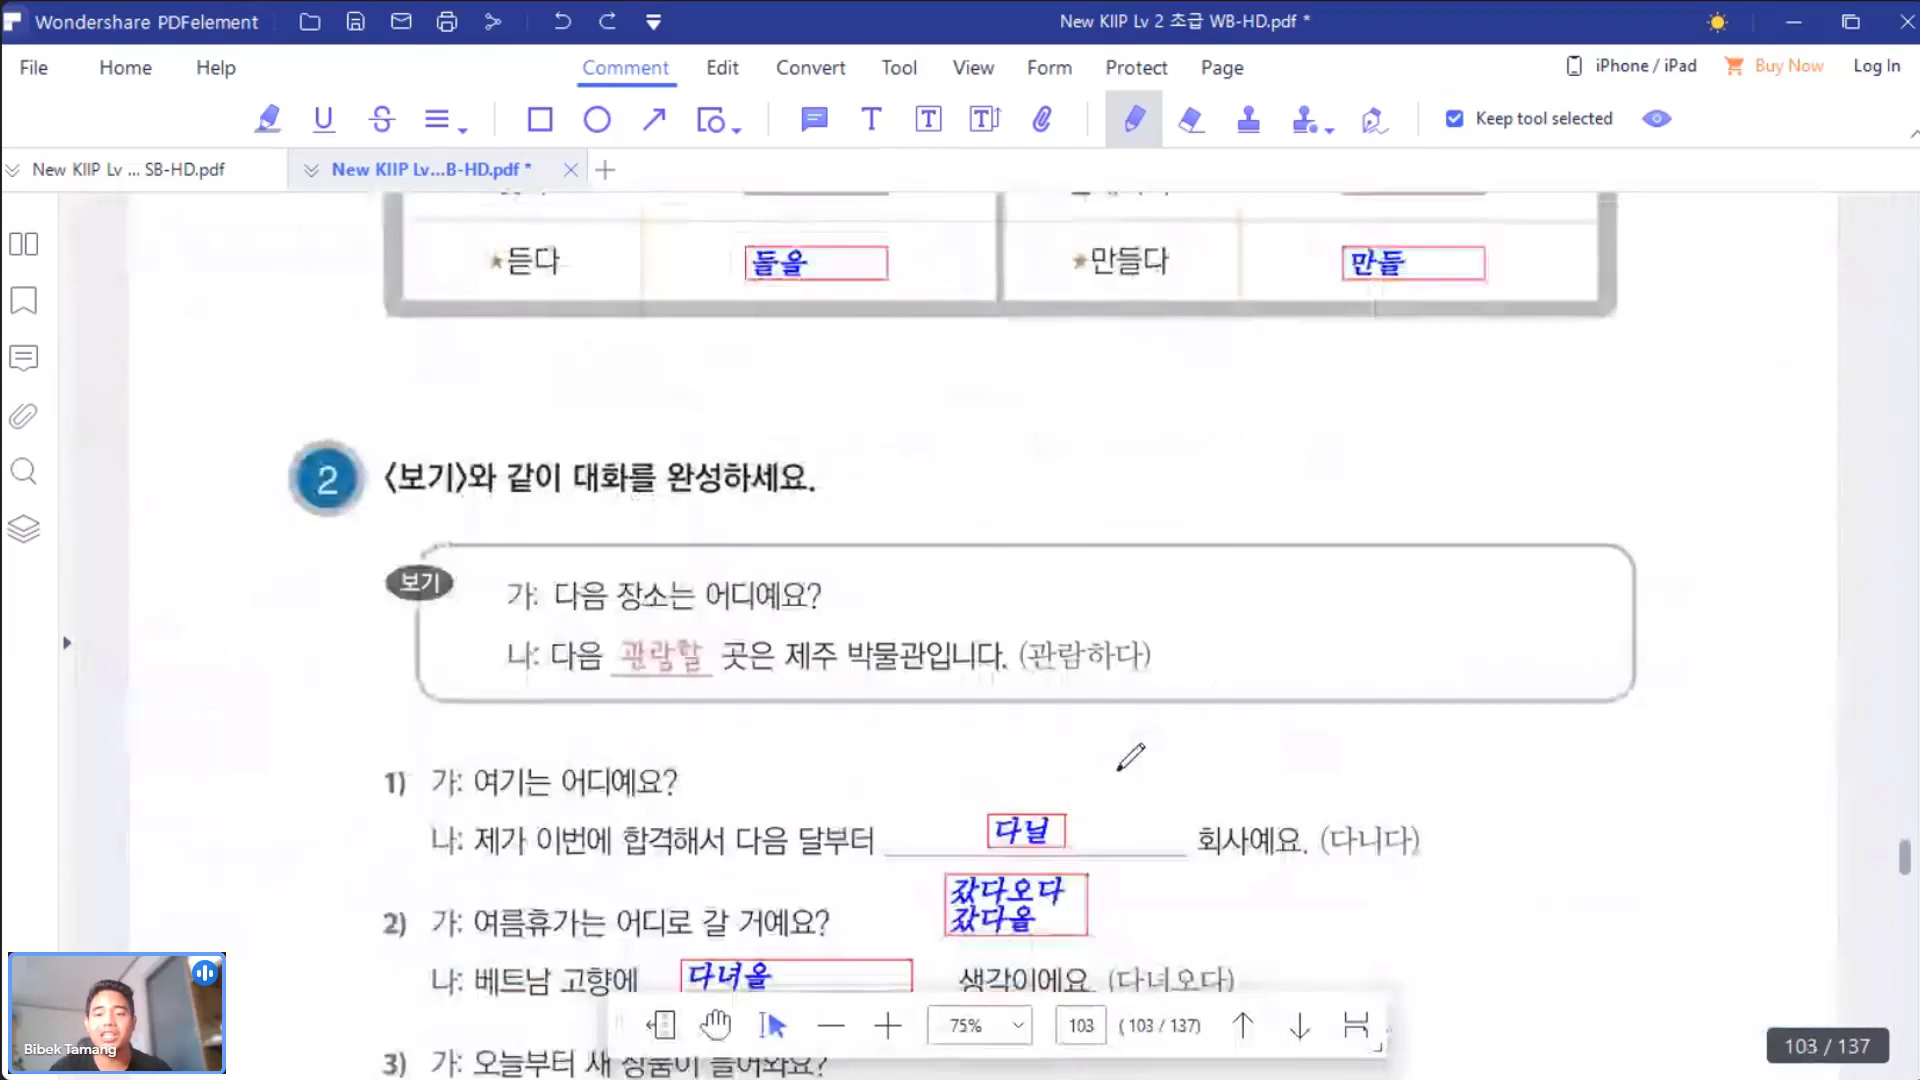 Wondershare PDFelement
New KIIP Lv 2 초급 WB-HD.pdf *
File Home Help Comment Edit Convert Tool View Form Protect Page iPhone / iPad Buy Now Log In
Keep tool selected
New KIIP Lv ... SB-HD.pdf
New KIIP Lv...B-HD.pdf *
★듣다 들을 ★만들다 만들
2 〈보기〉와 같이 대화를 완성하세요.
보기
가: 다음 장소는 어디예요?
나: 다음 관람할 곳은 제주 박물관입니다. (관람하다)
1) 가: 여기는 어디예요?
나: 제가 이번에 합격해서 다음 달부터 다닐 회사예요. (다니다)
갔다오다
갔다올
2) 가: 여름휴가는 어디로 갈 거예요?
나: 베트남 고향에 다녀올 생각이에요. (다녀오다)
75% 103 ( 103 / 137)
3) 가: 오늘부터 새 상품이 들어와요?
Bibek Tamang
103 / 137